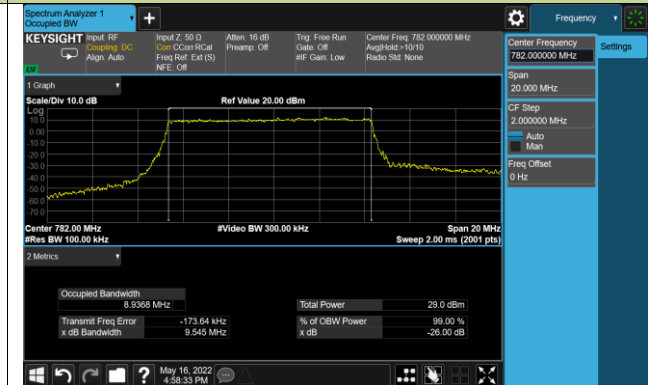 Spectrum Analyzer 1
Occupied BW
Frequency
KEYSIGHT
Input: RF
Coupling: DC
Align: Auto
Input Z: 50 Ω
Corr CCorr RCal
Freq Ref: Ext (S)
NFE: Off
Atten: 16 dB
Preamp: Off
Trig: Free Run
Gate: Off
#IF Gain: Low
Center Freq: 782.000000 MHz
Avg|Hold:>10/10
Radio Std: None
Center Frequency
782.000000 MHz
Settings
Span
20.000 MHz
CF Step
2.000000 MHz
Auto
Man
Freq Offset
0 Hz
1 Graph
Scale/Div 10.0 dB
Ref Value 20.00 dBm
Log
10.0
0.00
-10.0
-20.0
-30.0
-40.0
-50.0
-60.0
-70.0
Center 782.00 MHz
#Video BW 300.00 kHz
Span 20 MHz
#Res BW 100.00 kHz
Sweep 2.00 ms (2001 pts)
2 Metrics
Occupied Bandwidth
8.9368 MHz
Total Power 29.0 dBm
Transmit Freq Error -173.64 kHz
% of OBW Power 99.00 %
x dB Bandwidth 9.545 MHz
x dB -26.00 dB
?
May 16, 2022
4:58:33 PM